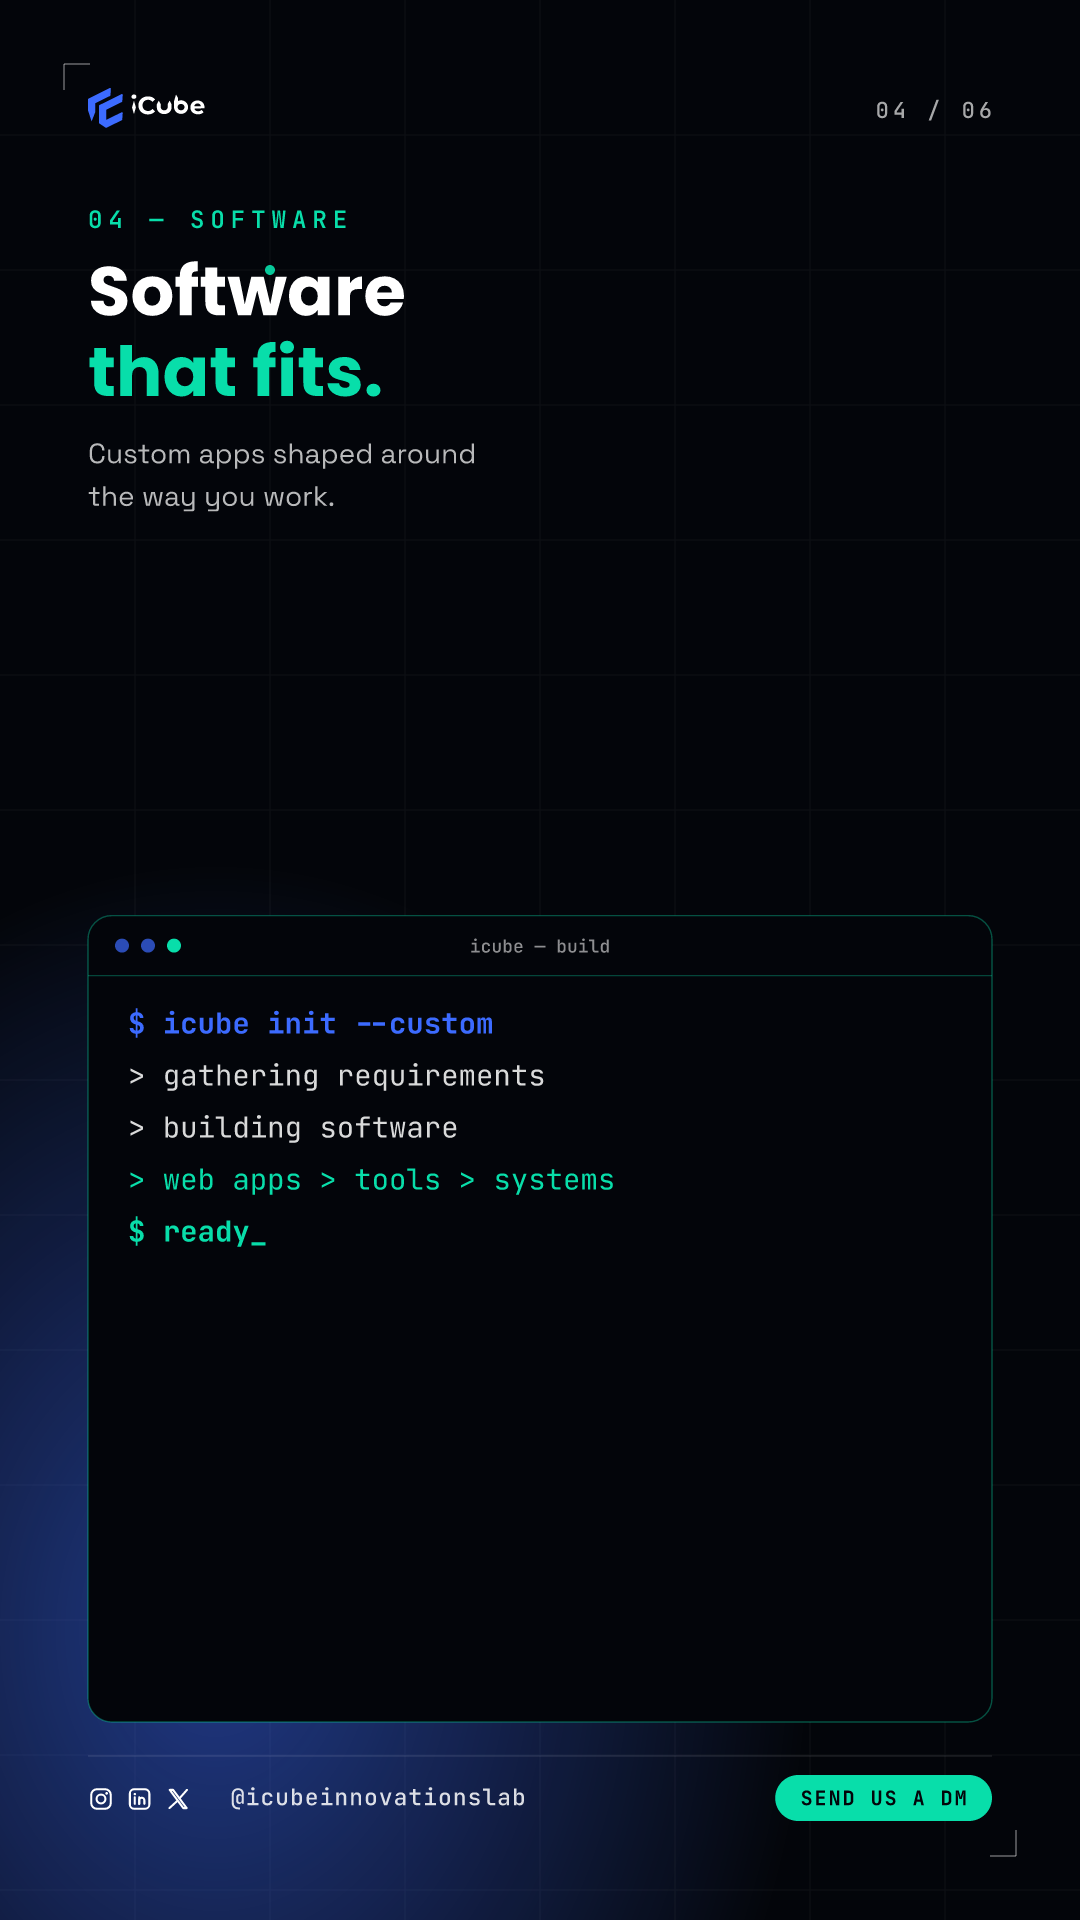 iCube
04 / 06
04 — SOFTWARE
Software
that fits.
Custom apps shaped around
the way you work.
icube — build
$ icube init --custom
> gathering requirements
> building software
> web apps > tools > systems
$ ready_
@icubeinnovationslab
SEND US A DM